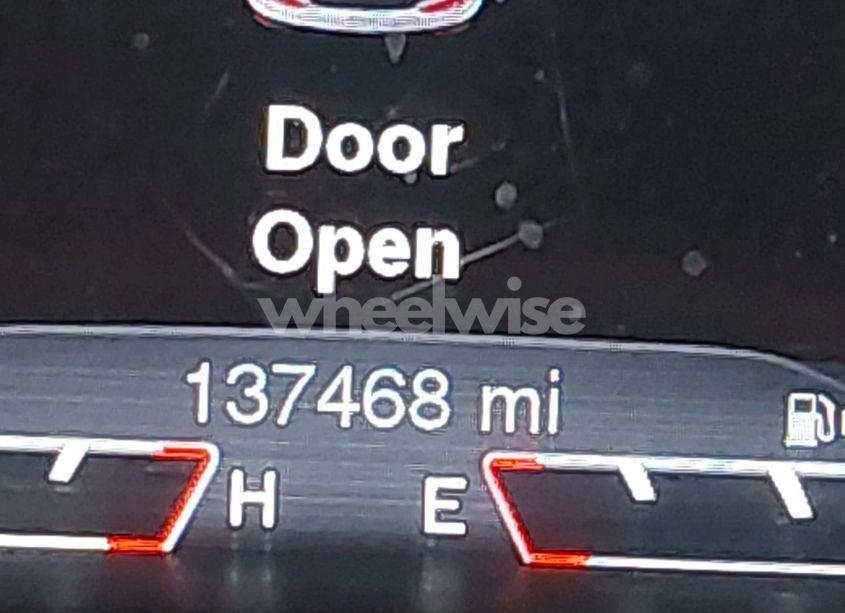 Door
Open
wheelwise
137468 mi
H E